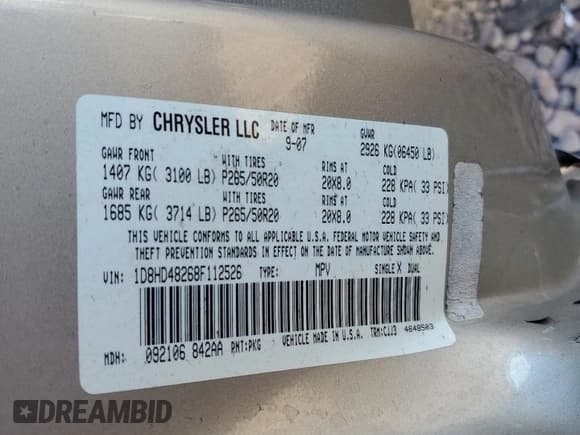 MFD BY CHRYSLER LLC DATE OF MFR 9-07 GVWR 2926 KG(06450 LB)
GAWR FRONT WITH TIRES RIMS AT COLD
1407 KG( 3100 LB) P265/50R20 20X8.0 228 KPA( 33 PSI)
GAWR REAR WITH TIRES RIMS AT COLD
1685 KG( 3714 LB) P265/50R20 20X8.0 228 KPA( 33 PSI)
THIS VEHICLE CONFORMS TO ALL APPLICABLE U.S.A. FEDERAL MOTOR VEHICLE SAFETY AND
THEFT PREVENTION STANDARDS IN EFFECT ON THE DATE OF MANUFACTURE SHOWN ABOVE.
VIN: 1D8HD48268F112526 TYPE: MPV SINGLE X DUAL
MDH: 092106 842AA PNT:PKG VEHICLE MADE IN U.S.A. TRM:C1J3 4648503
DREAMBID